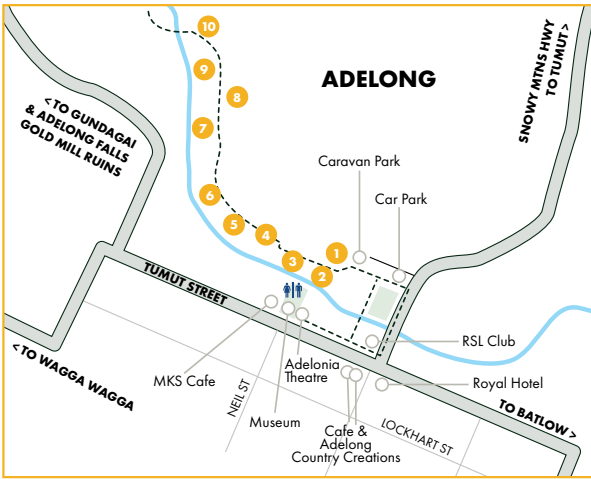 10
9
8
7
6
5
4
3
2
1
ADELONG
SNOWY MTNS HWY
TO TUMUT >
< TO GUNDAGAI
& ADELONG FALLS
GOLD MILL RUINS
Caravan Park
Car Park
TUMUT STREET
RSL Club
< TO WAGGA WAGGA
MKS Cafe
NEIL ST
Museum
Adelonia
Theatre
Royal Hotel
Cafe &
Adelong
Country Creations
LOCKHART ST
TO BATLOW >